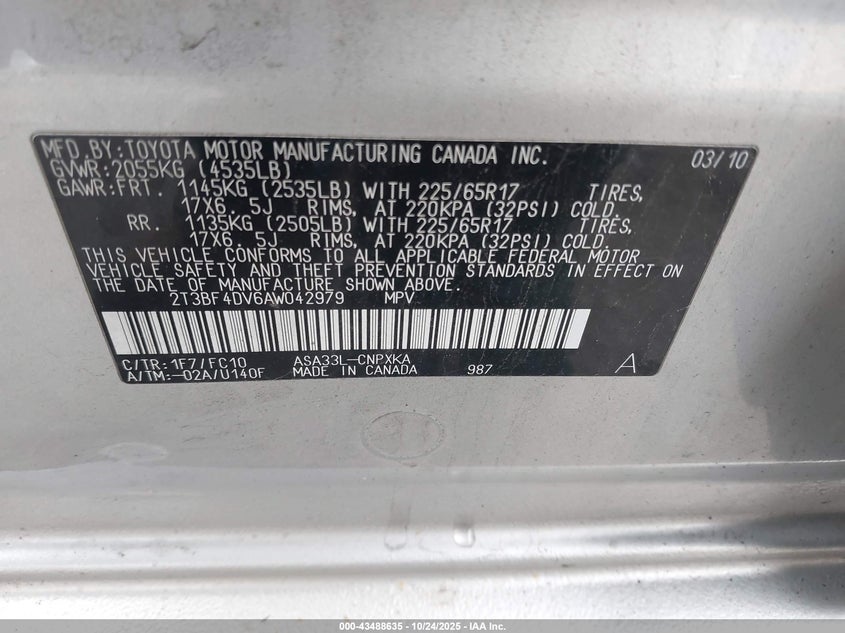 MFD.BY:TOYOTA MOTOR MANUFACTURING CANADA INC. 03/10
GVWR:2055KG (4535LB)
GAWR:FRT. 1145KG (2535LB) WITH 225/65R17 TIRES,
17X6.5J RIMS, AT 220KPA (32PSI) COLD.
RR. 1135KG (2505LB) WITH 225/65R17 TIRES,
17X6.5J RIMS, AT 220KPA (32PSI) COLD.
THIS VEHICLE CONFORMS TO ALL APPLICABLE FEDERAL MOTOR
VEHICLE SAFETY AND THEFT PREVENTION STANDARDS IN EFFECT ON
THE DATE OF MANUFACTURE SHOWN ABOVE.
2T3BF4DV6AW042979 MPV
C/TR:1F7/FC10 ASA33L-CNPXKA
A/TM:-02A/U140F MADE IN CANADA 987 A
000-43488635 - 10/24/2025 - IAA Inc.